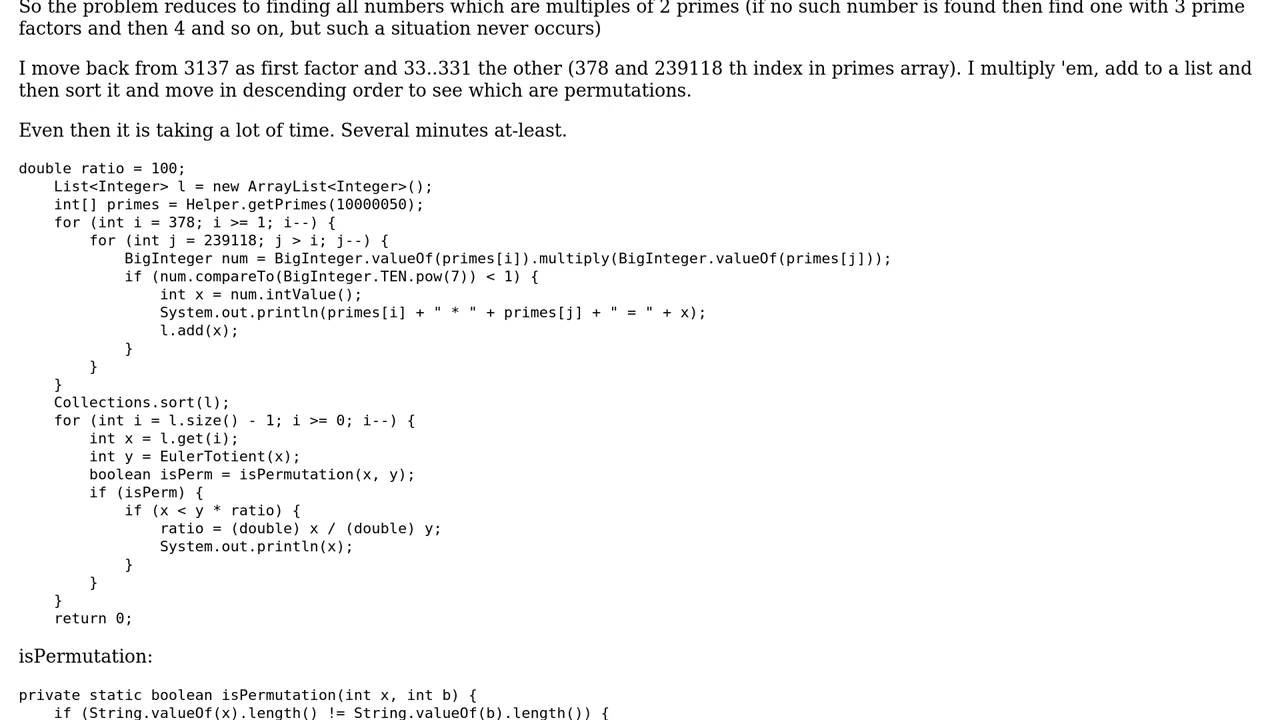 So the problem reduces to finding all numbers which are multiples of 2 primes (if no such number is found then find one with 3 prime
factors and then 4 and so on, but such a situation never occurs)
I move back from 3137 as first factor and 33..331 the other (378 and 239118 th index in primes array). I multiply 'em, add to a list and
then sort it and move in descending order to see which are permutations.
Even then it is taking a lot of time. Several minutes at-least.
double ratio = 100;
    List<Integer> l = new ArrayList<Integer>();
    int[] primes = Helper.getPrimes(10000050);
    for (int i = 378; i >= 1; i--) {
        for (int j = 239118; j > i; j--) {
            BigInteger num = BigInteger.valueOf(primes[i]).multiply(BigInteger.valueOf(primes[j]));
            if (num.compareTo(BigInteger.TEN.pow(7)) < 1) {
                int x = num.intValue();
                System.out.println(primes[i] + " * " + primes[j] + " = " + x);
                l.add(x);
            }
        }
    }
    Collections.sort(l);
    for (int i = l.size() - 1; i >= 0; i--) {
        int x = l.get(i);
        int y = EulerTotient(x);
        boolean isPerm = isPermutation(x, y);
        if (isPerm) {
            if (x < y * ratio) {
                ratio = (double) x / (double) y;
                System.out.println(x);
            }
        }
    }
    return 0;
isPermutation:
private static boolean isPermutation(int x, int b) {
    if (String.valueOf(x).length() != String.valueOf(b).length()) {